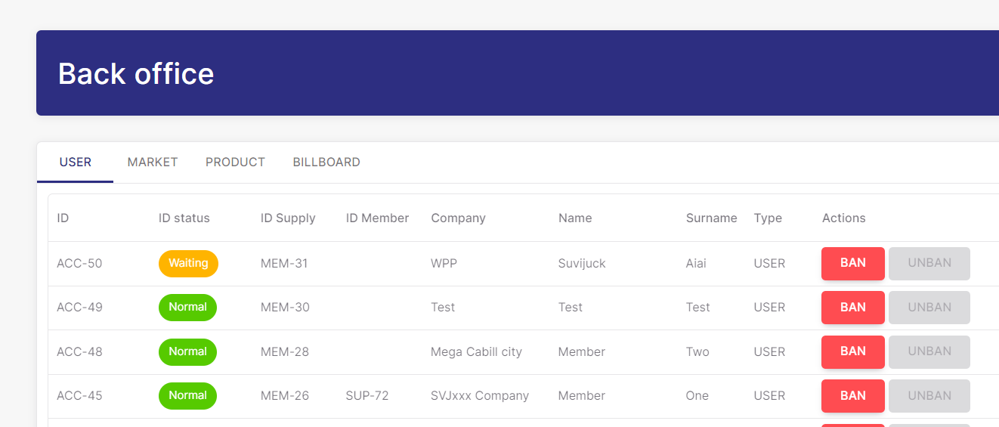 Back office
USER MARKET PRODUCT BILLBOARD
ID ID status ID Supply ID Member Company Name Surname Type Actions
ACC-50 Waiting MEM-31 WPP Suvijuck Aiai USER BAN UNBAN
ACC-49 Normal MEM-30 Test Test Test USER BAN UNBAN
ACC-48 Normal MEM-28 Mega Cabill city Member Two USER BAN UNBAN
ACC-45 Normal MEM-26 SUP-72 SVJxxx Company Member One USER BAN UNBAN